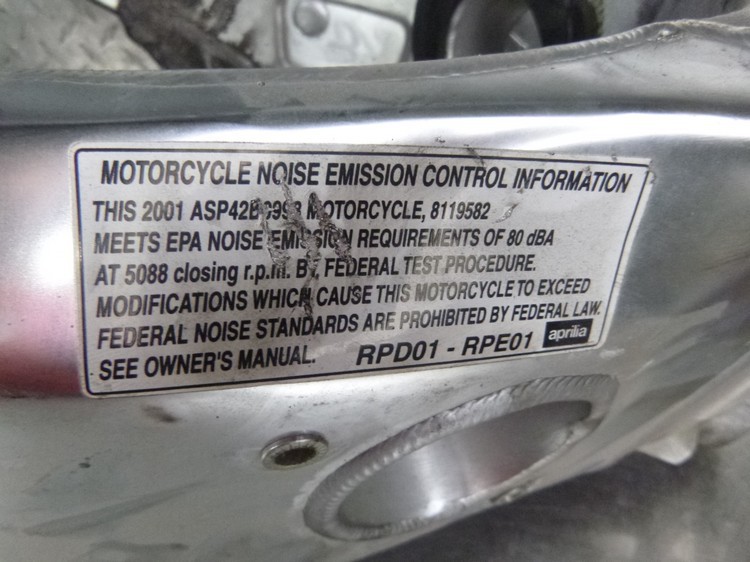 MOTORCYCLE NOISE EMISSION CONTROL INFORMATION
THIS 2001 MOTORCYCLE, 8119582
MEETS EPA NOISE EMISSION REQUIREMENTS OF 80 dBA
AT 5088 closing r.p.m. BY FEDERAL TEST PROCEDURE.
MODIFICATIONS WHICH CAUSE THIS MOTORCYCLE TO EXCEED
FEDERAL NOISE STANDARDS ARE PROHIBITED BY FEDERAL LAW.
SEE OWNER'S MANUAL. RPD01 - RPE01 aprilia